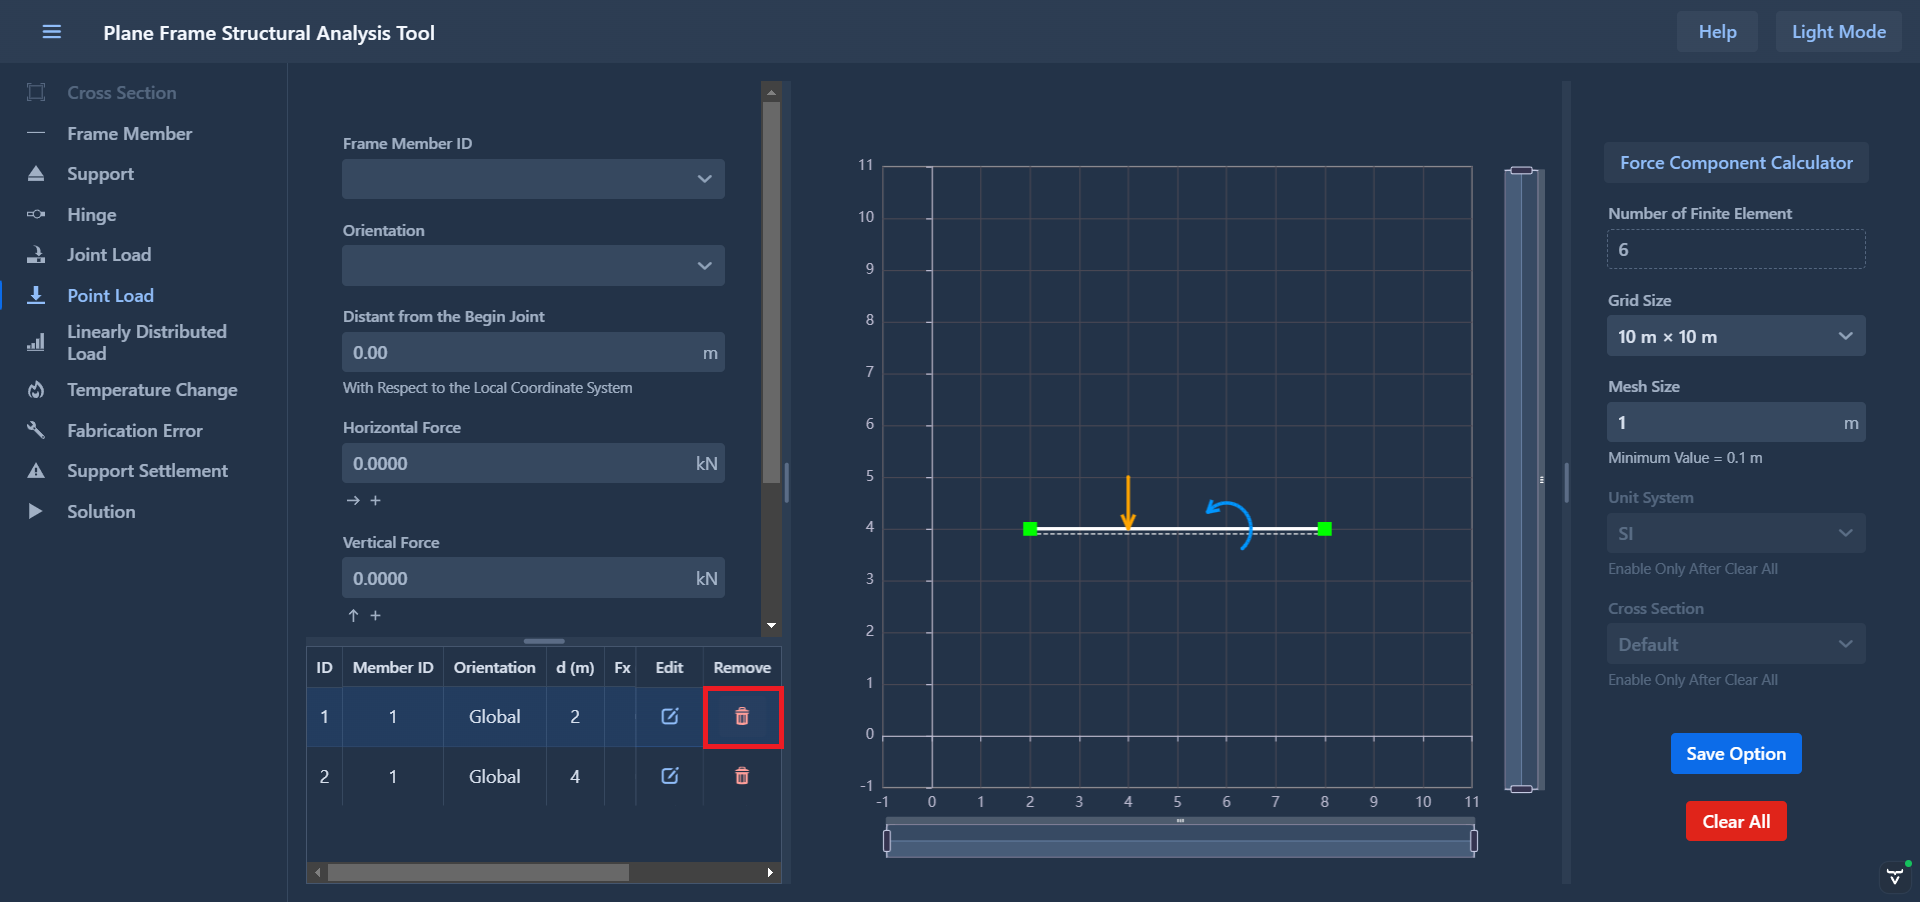 Plane Frame Structural Analysis Tool
Help
Light Mode
Cross Section
Frame Member
Support
Hinge
Joint Load
Point Load
Linearly Distributed
Load
Temperature Change
Fabrication Error
Support Settlement
Solution
Frame Member ID
Orientation
Distant from the Begin Joint
0.00 m
With Respect to the Local Coordinate System
Horizontal Force
0.0000 kN
→ +
Vertical Force
0.0000 kN
↑ +
ID Member ID Orientation d (m) Fx Edit Remove
1 1 Global 2
2 1 Global 4
11
10
9
8
7
6
5
4
3
2
1
0
-1
-1 0 1 2 3 4 5 6 7 8 9 10 11
Force Component Calculator
Number of Finite Element
6
Grid Size
10 m × 10 m
Mesh Size
1 m
Minimum Value = 0.1 m
Unit System
SI
Enable Only After Clear All
Cross Section
Default
Enable Only After Clear All
Save Option
Clear All